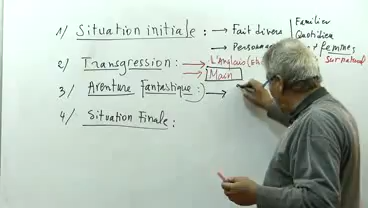 1/ Situation initiale : → Fait divers Familier
Quotidien
→ Personnages femmes
2/ Transgression : → L'Anglais Surnaturel
→ Main
3/ Aventure fantastique : →
4/ Situation Finale :